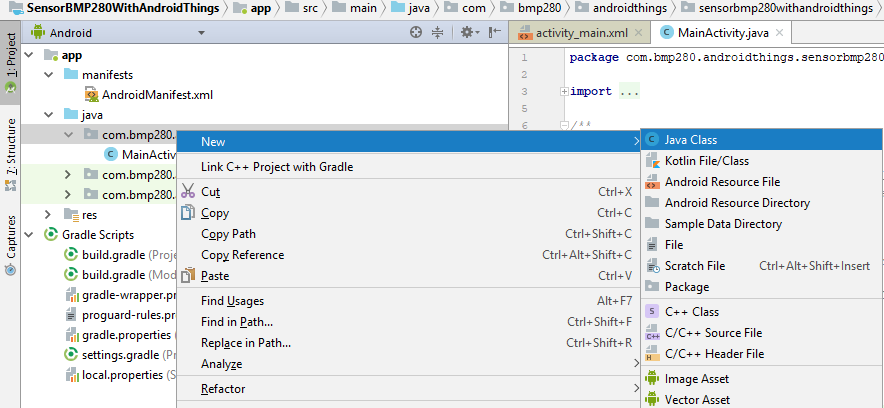 SensorBMP280WithAndroidThings app src main java com bmp280 androidthings sensorbmp280withandroidthings
1: Project
7: Structure
Captures
Android
app
manifests
AndroidManifest.xml
java
com.bmp280.
MainActiv
com.bmp280.
com.bmp280.
res
Gradle Scripts
build.gradle (Proje
build.gradle (Modu
gradle-wrapper.pr
proguard-rules.pro
gradle.properties (
settings.gradle (Pr
local.properties (S
activity_main.xml
MainActivity.java
1 package com.bmp280.androidthings.sensorbmp280
2
3 import ...
5
6 /**
New
Link C++ Project with Gradle
Cut Ctrl+X
Copy Ctrl+C
Copy Path Ctrl+Shift+C
Copy Reference Ctrl+Alt+Shift+C
Paste Ctrl+V
Find Usages Alt+F7
Find in Path... Ctrl+Shift+F
Replace in Path... Ctrl+Shift+R
Analyze
Refactor
Java Class
Kotlin File/Class
Android Resource File
Android Resource Directory
Sample Data Directory
File
Scratch File Ctrl+Alt+Shift+Insert
Package
S C++ Class
C++ C/C++ Source File
H C/C++ Header File
Image Asset
Vector Asset